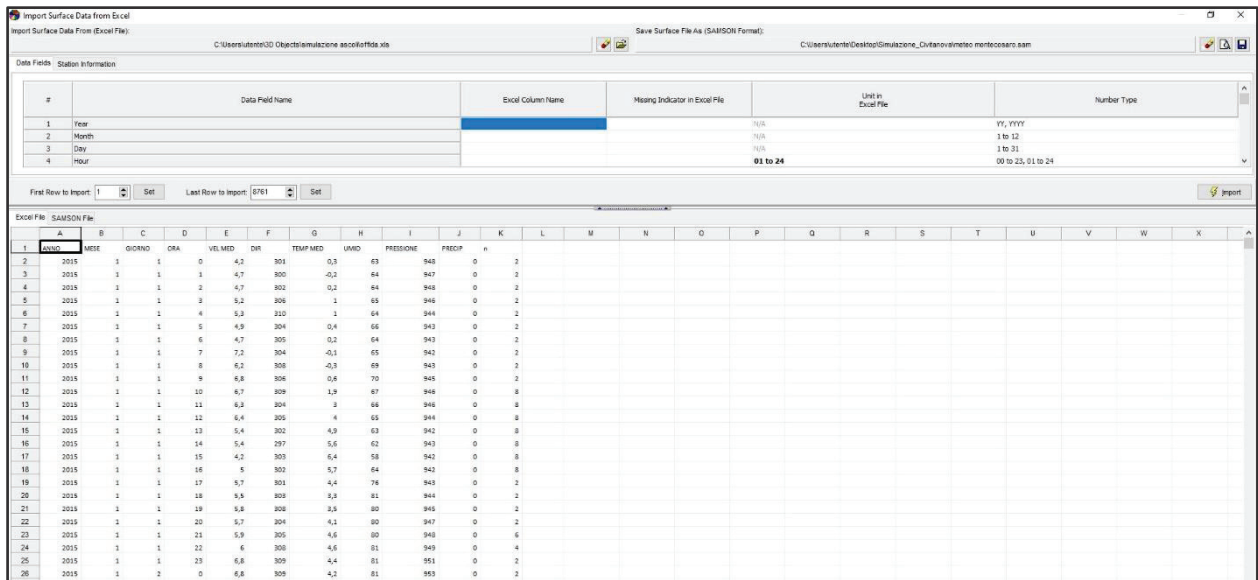 Import Surface Data from Excel
Import Surface Data From (Excel File): Save Surface File As (SAMSON Format):
C:\Users\utente\3D Objects\simulazione ascoli\offida.xls C:\Users\utente\Desktop\Simulazione_Civitanova\meteo montecosaro.sam
Data Fields Station Information
# Data Field Name Excel Column Name Missing Indicator in Excel File Unit in Excel File Number Type
1 Year N/A YY, YYYY
2 Month N/A 1 to 12
3 Day N/A 1 to 31
4 Hour 01 to 24 00 to 23, 01 to 24
First Row to Import: 1 Set Last Row to Import: 8761 Set Import
Excel File SAMSON File
A B C D E F G H I J K L M N O P Q R S T U V W X
1 ANNO MESE GIORNO ORA VEL MED DIR TEMP MED UMID PRESSIONE PRECIP n
2 2015 1 1 0 4,2 301 0,3 63 948 0 2
3 2015 1 1 1 4,7 300 -0,2 64 947 0 2
4 2015 1 1 2 4,7 302 0,2 64 948 0 2
5 2015 1 1 3 5,2 306 1 65 946 0 2
6 2015 1 1 4 5,3 310 1 64 944 0 2
7 2015 1 1 5 4,9 304 0,4 66 943 0 2
8 2015 1 1 6 4,7 305 0,2 64 943 0 2
9 2015 1 1 7 7,2 304 -0,1 65 942 0 2
10 2015 1 1 8 6,2 308 -0,3 69 943 0 2
11 2015 1 1 9 6,8 306 0,6 70 945 0 2
12 2015 1 1 10 6,7 309 1,9 67 946 0 8
13 2015 1 1 11 6,3 304 3 66 946 0 8
14 2015 1 1 12 6,4 305 4 65 944 0 8
15 2015 1 1 13 5,4 302 4,9 63 942 0 8
16 2015 1 1 14 5,4 297 5,6 62 943 0 8
17 2015 1 1 15 4,2 303 6,4 58 942 0 8
18 2015 1 1 16 5 302 5,7 64 942 0 8
19 2015 1 1 17 5,7 301 4,4 76 943 0 2
20 2015 1 1 18 5,5 303 3,3 81 944 0 2
21 2015 1 1 19 5,8 308 3,5 80 945 0 2
22 2015 1 1 20 5,7 304 4,1 80 947 0 2
23 2015 1 1 21 5,9 305 4,6 80 948 0 6
24 2015 1 1 22 6 308 4,6 81 949 0 4
25 2015 1 1 23 6,8 309 4,4 81 951 0 2
26 2015 1 2 0 6,8 309 4,2 81 953 0 2